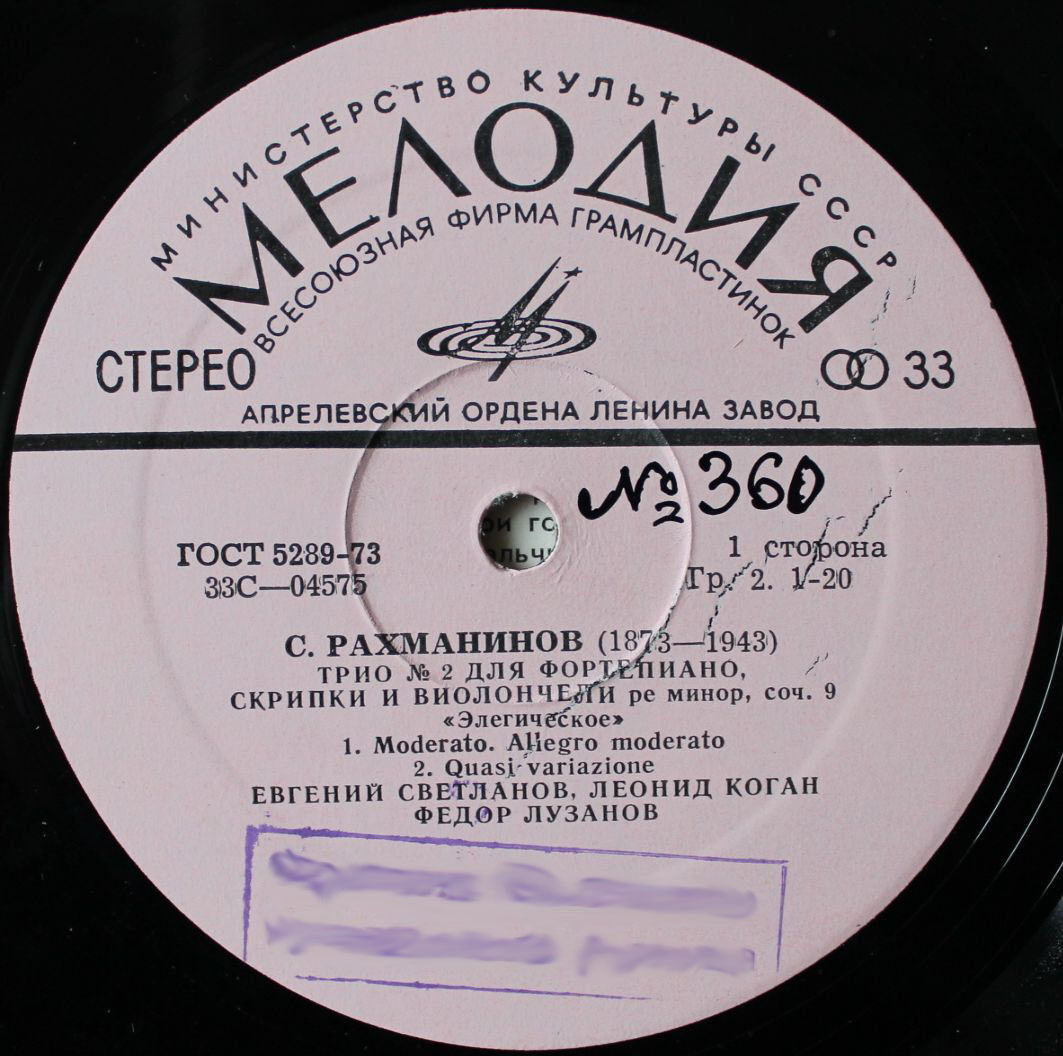 МИНИСТЕРСТВО КУЛЬТУРЫ СССР
МЕЛОДИЯ
ВСЕСОЮЗНАЯ ФИРМА ГРАМПЛАСТИНОК
СТЕРЕО
33
АПРЕЛЕВСКИЙ ОРДЕНА ЛЕНИНА ЗАВОД
№ 360
ГОСТ 5289-73
33С—04575
1 сторона
Гр. 2. 1-20
С. РАХМАНИНОВ (1873—1943)
ТРИО № 2 ДЛЯ ФОРТЕПИАНО,
СКРИПКИ И ВИОЛОНЧЕЛИ ре минор, соч. 9
«Элегическое»
1. Moderato. Allegro moderato
2. Quasi variazione
ЕВГЕНИЙ СВЕТЛАНОВ, ЛЕОНИД КОГАН
ФЕДОР ЛУЗАНОВ